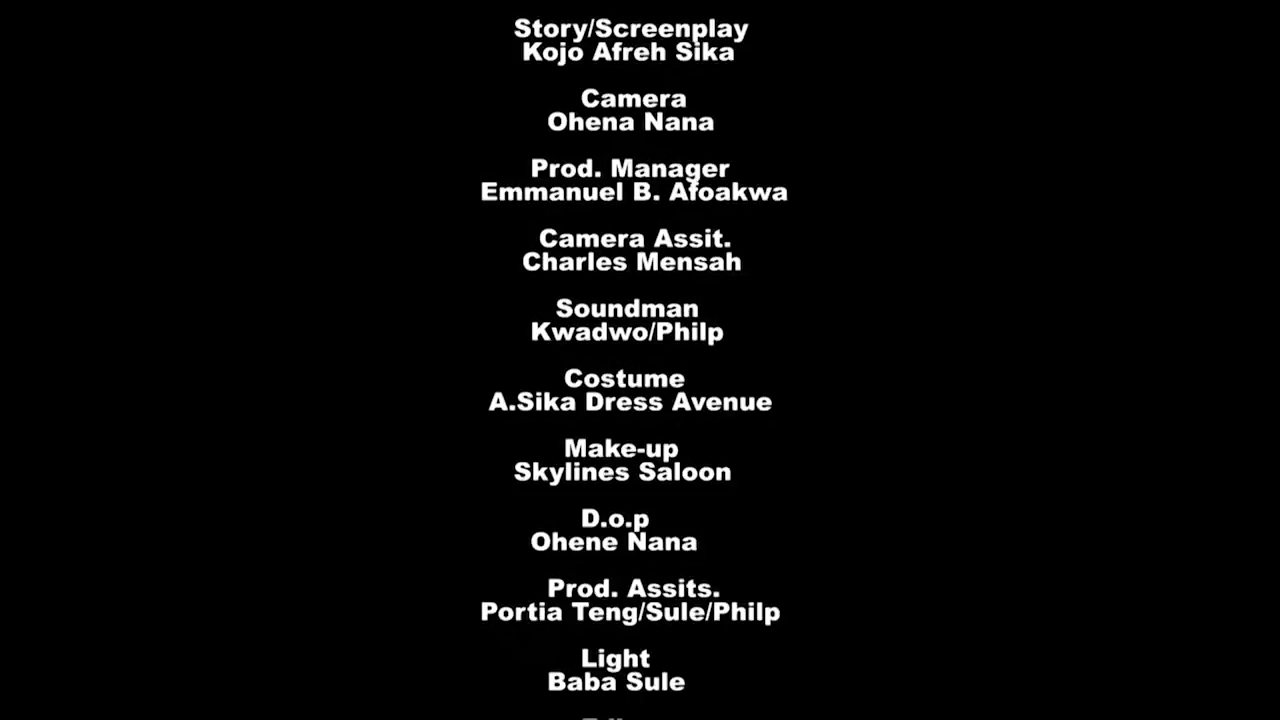 Story/Screenplay
Kojo Afreh Sika
Camera
Ohena Nana
Prod. Manager
Emmanuel B. Afoakwa
Camera Assit.
Charles Mensah
Soundman
Kwadwo/Philp
Costume
A.Sika Dress Avenue
Make-up
Skylines Saloon
D.o.p
Ohene Nana
Prod. Assits.
Portia Teng/Sule/Philp
Light
Baba Sule